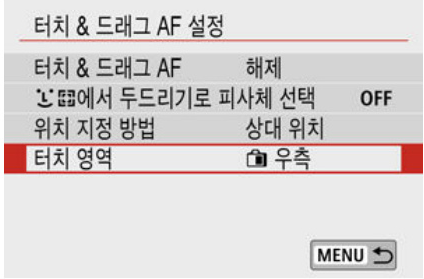 터치 & 드래그 AF 설정
터치 & 드래그 AF 해제
에서 두드리기로 피사체 선택 OFF
위치 지정 방법 상대 위치
터치 영역 우측
MENU